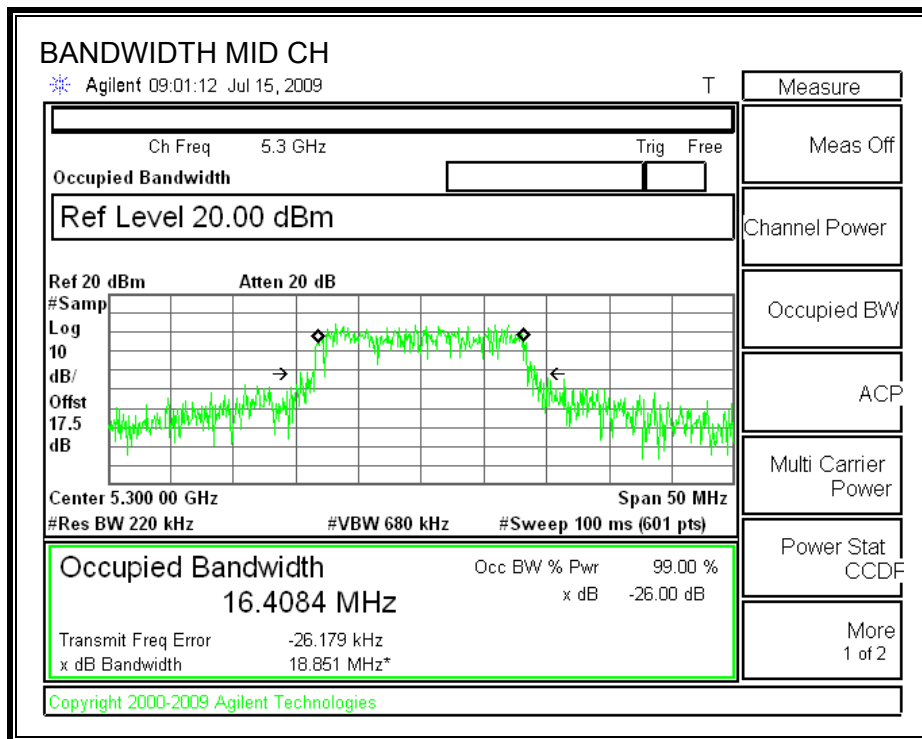 BANDWIDTH MID CH
Agilent 09:01:12 Jul 15, 2009 T
Measure
Ch Freq 5.3 GHz Trig Free
Meas Off
Occupied Bandwidth
Ref Level 20.00 dBm
Channel Power
Ref 20 dBm Atten 20 dB
#Samp
Log
10
dB/
Offst
17.5
dB
Occupied BW
ACP
Multi Carrier
Power
Center 5.300 00 GHz Span 50 MHz
#Res BW 220 kHz #VBW 680 kHz #Sweep 100 ms (601 pts)
Power Stat
CCDF
Occupied Bandwidth Occ BW % Pwr 99.00 %
16.4084 MHz x dB -26.00 dB
Transmit Freq Error -26.179 kHz
x dB Bandwidth 18.851 MHz*
More
1 of 2
Copyright 2000-2009 Agilent Technologies